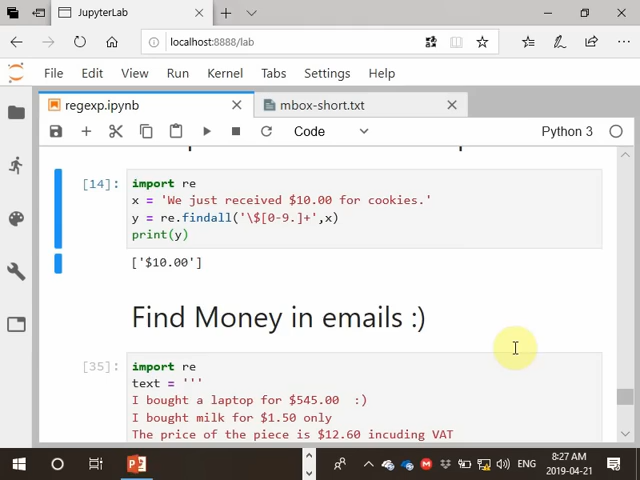 JupyterLab
localhost:8888/lab
File Edit View Run Kernel Tabs Settings Help
regexp.ipynb
mbox-short.txt
Code
Python 3
[14]:
import re
x = 'We just received $10.00 for cookies.'
y = re.findall('\$[0-9.]+',x)
print(y)
['$10.00']
Find Money in emails :)
[35]:
import re
text = '''
I bought a laptop for $545.00  :)
I bought milk for $1.50 only
The price of the piece is $12.60 incuding VAT
ENG
8:27 AM
2019-04-21